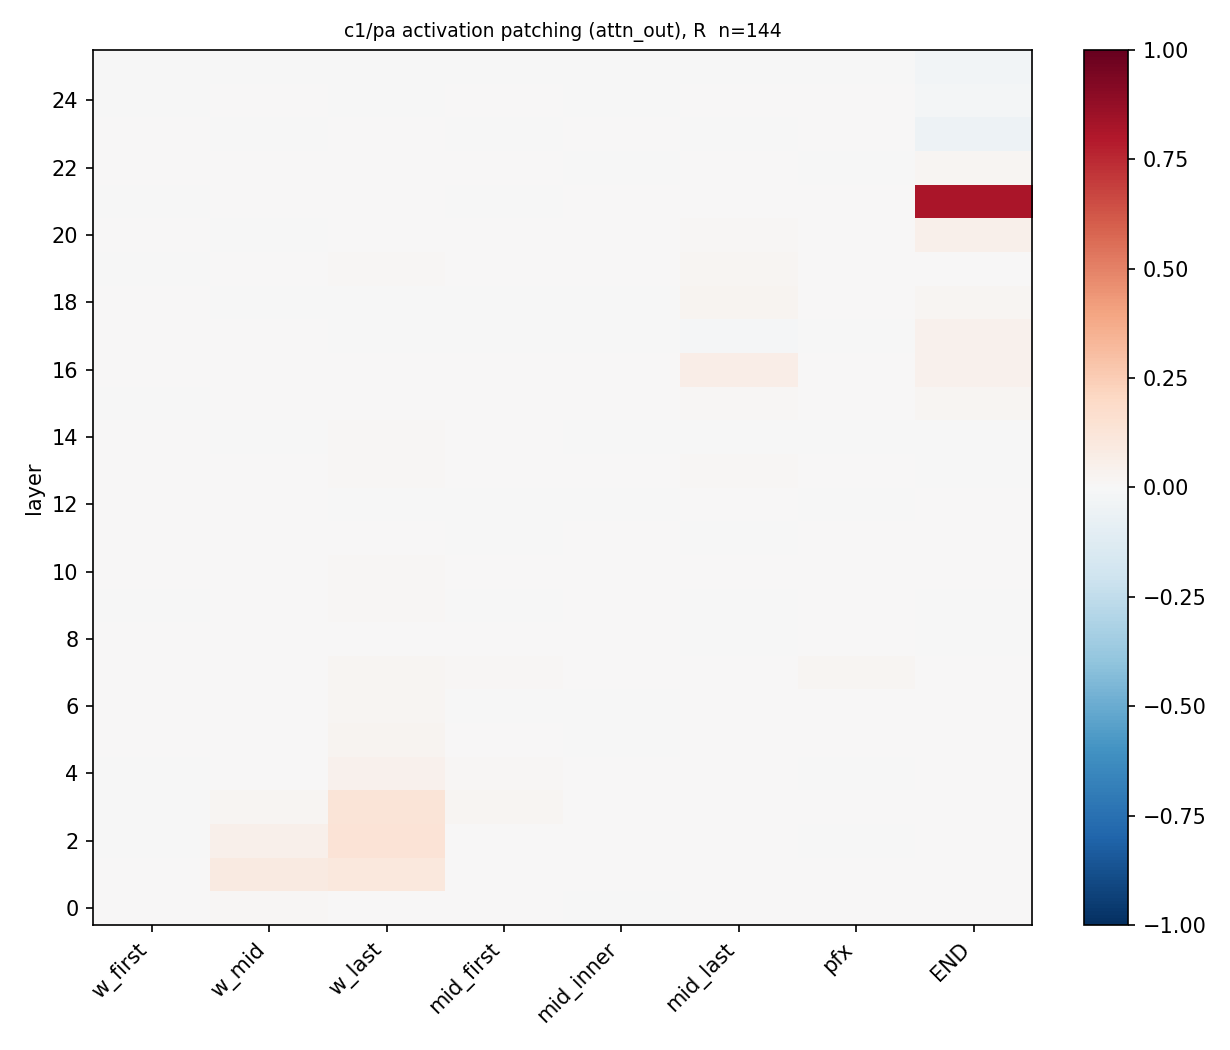 c1/pa activation patching (attn_out), R  n=144
layer
24
22
20
18
16
14
12
10
8
6
4
2
0
w_first
w_mid
w_last
mid_first
mid_inner
mid_last
pfx
END
1.00
0.75
0.50
0.25
0.00
−0.25
−0.50
−0.75
−1.00